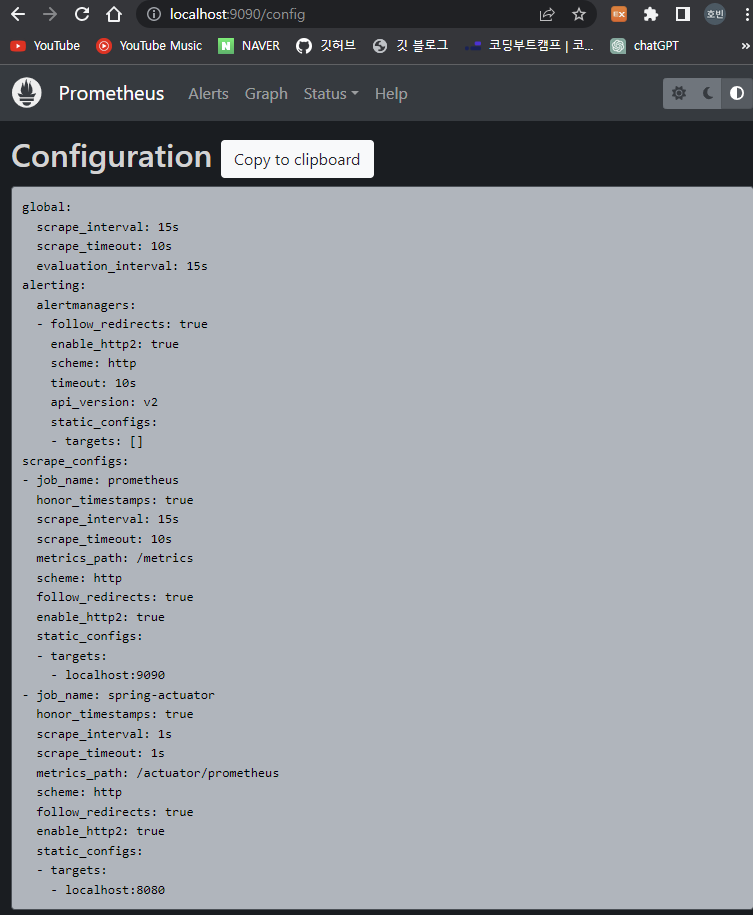 localhost:9090/config
EX
호빈
YouTube YouTube Music N NAVER 깃허브 깃 블로그 코딩부트캠프 | 코... chatGPT »
Prometheus Alerts Graph Status Help
Configuration Copy to clipboard
global:
  scrape_interval: 15s
  scrape_timeout: 10s
  evaluation_interval: 15s
alerting:
  alertmanagers:
  - follow_redirects: true
    enable_http2: true
    scheme: http
    timeout: 10s
    api_version: v2
    static_configs:
    - targets: []
scrape_configs:
- job_name: prometheus
  honor_timestamps: true
  scrape_interval: 15s
  scrape_timeout: 10s
  metrics_path: /metrics
  scheme: http
  follow_redirects: true
  enable_http2: true
  static_configs:
  - targets:
    - localhost:9090
- job_name: spring-actuator
  honor_timestamps: true
  scrape_interval: 1s
  scrape_timeout: 1s
  metrics_path: /actuator/prometheus
  scheme: http
  follow_redirects: true
  enable_http2: true
  static_configs:
  - targets:
    - localhost:8080